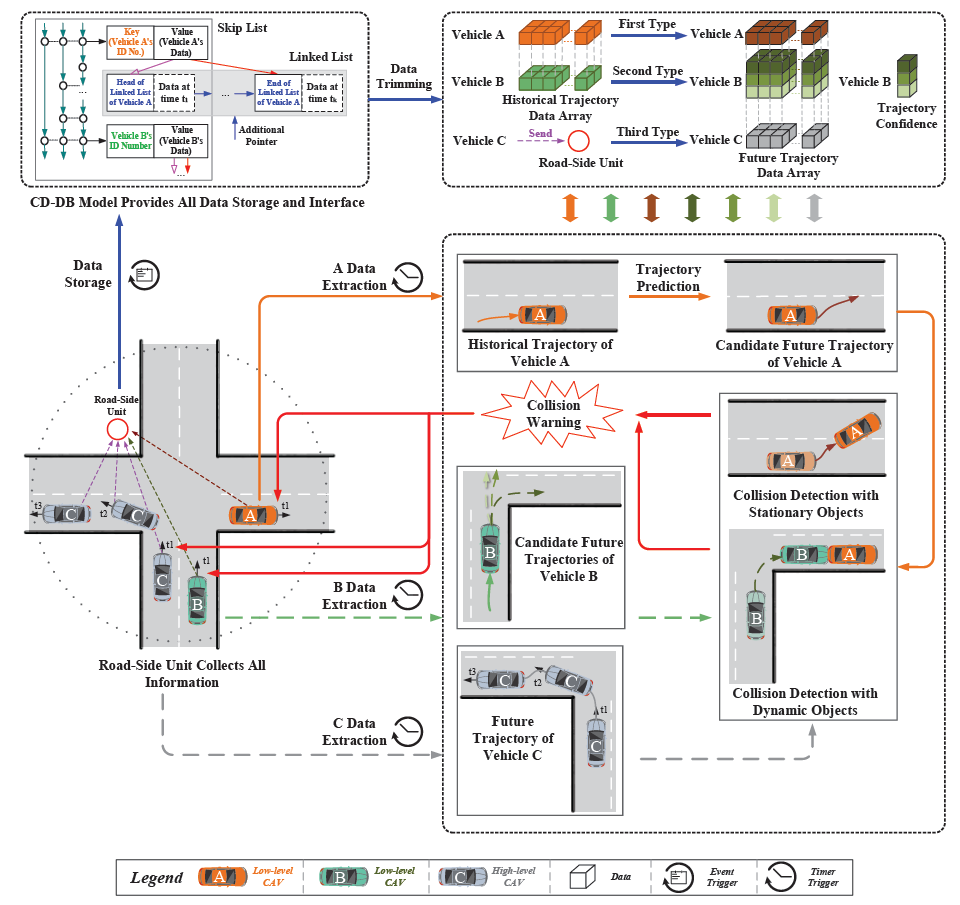 Skip List
Key
(Vehicle A's
ID No.)
Value
(Vehicle A's
Data)
Linked List
Head of
Linked List
of Vehicle A
Data at
time t₁
...
End of
Linked List
of Vehicle A
Data at
time tₖ
...
Vehicle B's
ID Number
Value
(Vehicle B's
Data)
...
Additional
Pointer
CD-DB Model Provides All Data Storage and Interface
Data
Trimming
Vehicle A
First Type
Vehicle A
Vehicle B
Second Type
Vehicle B
Vehicle B
Historical Trajectory
Data Array
Trajectory
Confidence
Vehicle C
Send
Road-Side Unit
Third Type
Vehicle C
Future Trajectory
Data Array
Data
Storage
A Data
Extraction
A
Historical Trajectory of
Vehicle A
Trajectory
Prediction
A
Candidate Future Trajectory
of Vehicle A
Road-Side
Unit
C
t3
C
t2
A
t1
C
t1
B
t1
Road-Side Unit Collects All
Information
Collision
Warning
A
A
Collision Detection with
Stationary Objects
B Data
Extraction
B
Candidate Future
Trajectories of
Vehicle B
B
A
B
Collision Detection with
Dynamic Objects
C Data
Extraction
t3
C
t2
C
t1
C
Future
Trajectory of
Vehicle C
Legend
A
Low-level
CAV
B
Low-level
CAV
C
High-level
CAV
Data
Event
Trigger
Timer
Trigger